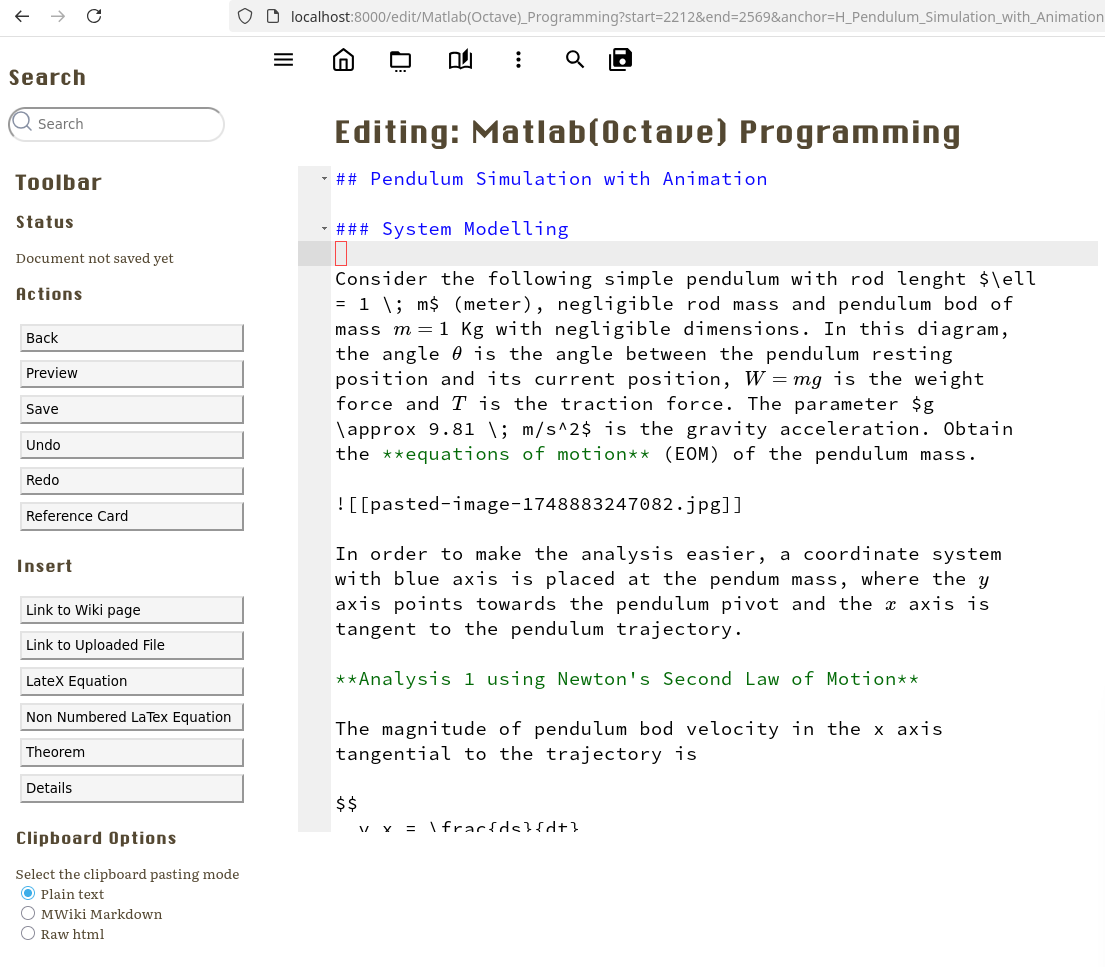 localhost:8000/edit/Matlab(Octave)_Programming?start=2212&end=2569&anchor=H_Pendulum_Simulation_with_Animation
Search
Search
Toolbar
Status
Document not saved yet
Actions
Back
Preview
Save
Undo
Redo
Reference Card
Insert
Link to Wiki page
Link to Uploaded File
LateX Equation
Non Numbered LaTex Equation
Theorem
Details
Clipboard Options
Select the clipboard pasting mode
Plain text
MWiki Markdown
Raw html
Editing: Matlab(Octave) Programming
## Pendulum Simulation with Animation
### System Modelling
Consider the following simple pendulum with rod lenght $\ell
= 1 \; m$ (meter), negligible rod mass and pendulum bod of
mass m = 1 Kg with negligible dimensions. In this diagram,
the angle θ is the angle between the pendulum resting
position and its current position, W = mg is the weight
force and T is the traction force. The parameter $g
\approx 9.81 \; m/s^2$ is the gravity acceleration. Obtain
the **equations of motion** (EOM) of the pendulum mass.
![[pasted-image-1748883247082.jpg]]
In order to make the analysis easier, a coordinate system
with blue axis is placed at the pendum mass, where the y
axis points towards the pendulum pivot and the x axis is
tangent to the pendulum trajectory.
**Analysis 1 using Newton's Second Law of Motion**
The magnitude of pendulum bod velocity in the x axis
tangential to the trajectory is
$$
v_x = \frac{ds}{dt}